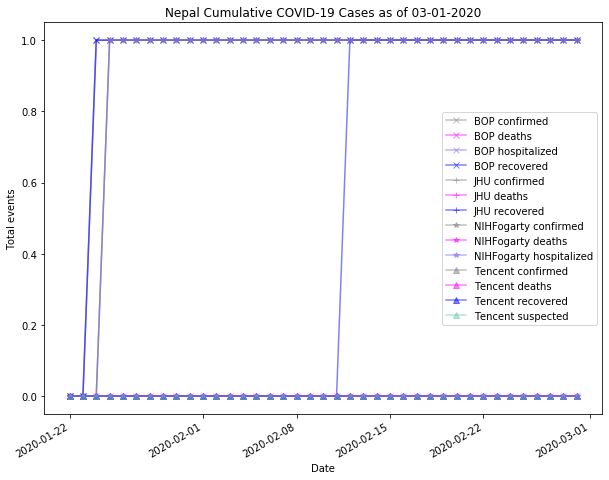 Nepal Cumulative COVID-19 Cases as of 03-01-2020
Total events
1.0
0.8
0.6
0.4
0.2
0.0
BOP confirmed
BOP deaths
BOP hospitalized
BOP recovered
JHU confirmed
JHU deaths
JHU recovered
NIHFogarty confirmed
NIHFogarty deaths
NIHFogarty hospitalized
Tencent confirmed
Tencent deaths
Tencent recovered
Tencent suspected
2020-01-22
2020-02-01
2020-02-08
2020-02-15
2020-02-22
2020-03-01
Date